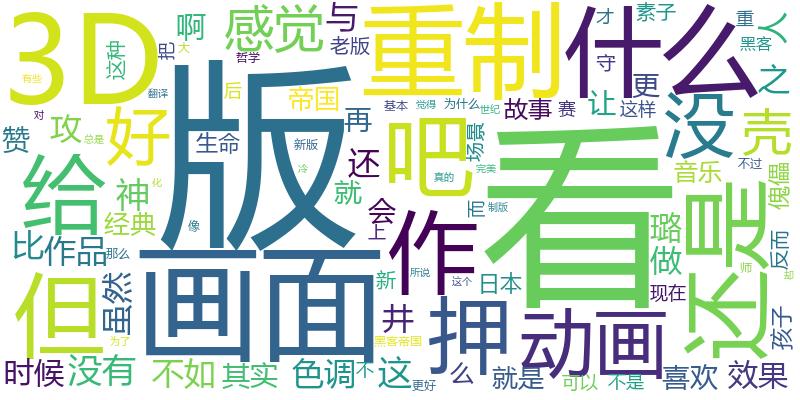 3D
这种
啊
把
感觉
与
老版
重制
什么
才
素子
重
黑客
人
有些
大
翻译
哲学
守
更
之
对
总是
攻
好
版
后
帝国
再
基本
觉得
为什么
世纪
故事
赛
让
这样
没
壳
赞
生命
新版
吧
场景
看
不过
音乐
傀儡
给
神
化
冷
还
就
完美
真的
经典
像
会
上
作
而
制版
还是
璐
比
作品
那么
画面
做
反而
但
虽然
新
所说
这个
日本
现在
师
却
为了
井
黑客帝国
押
动画
孩子
时候
没有
不如
其实
色调
不
这
更好
么
就是
可以
不是
喜欢
效果